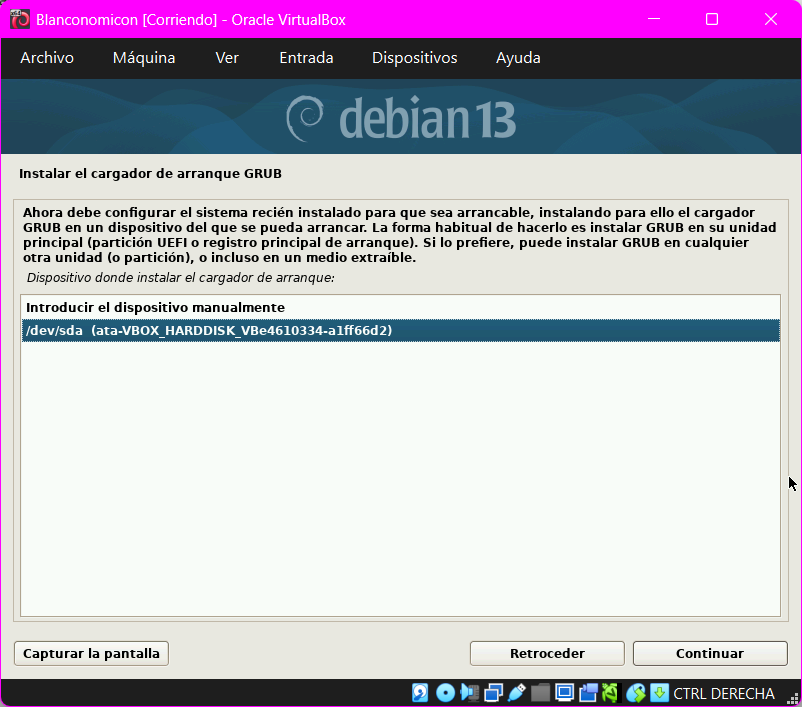 Blanconomicon [Corriendo] - Oracle VirtualBox
Archivo Máquina Ver Entrada Dispositivos Ayuda
debian 13
Instalar el cargador de arranque GRUB
Ahora debe configurar el sistema recién instalado para que sea arrancable, instalando para ello el cargador
GRUB en un dispositivo del que se pueda arrancar. La forma habitual de hacerlo es instalar GRUB en su unidad
principal (partición UEFI o registro principal de arranque). Si lo prefiere, puede instalar GRUB en cualquier
otra unidad (o partición), o incluso en un medio extraíble.
Dispositivo donde instalar el cargador de arranque:
Introducir el dispositivo manualmente
/dev/sda (ata-VBOX_HARDDISK_VBe4610334-a1ff66d2)
Capturar la pantalla Retroceder Continuar
CTRL DERECHA